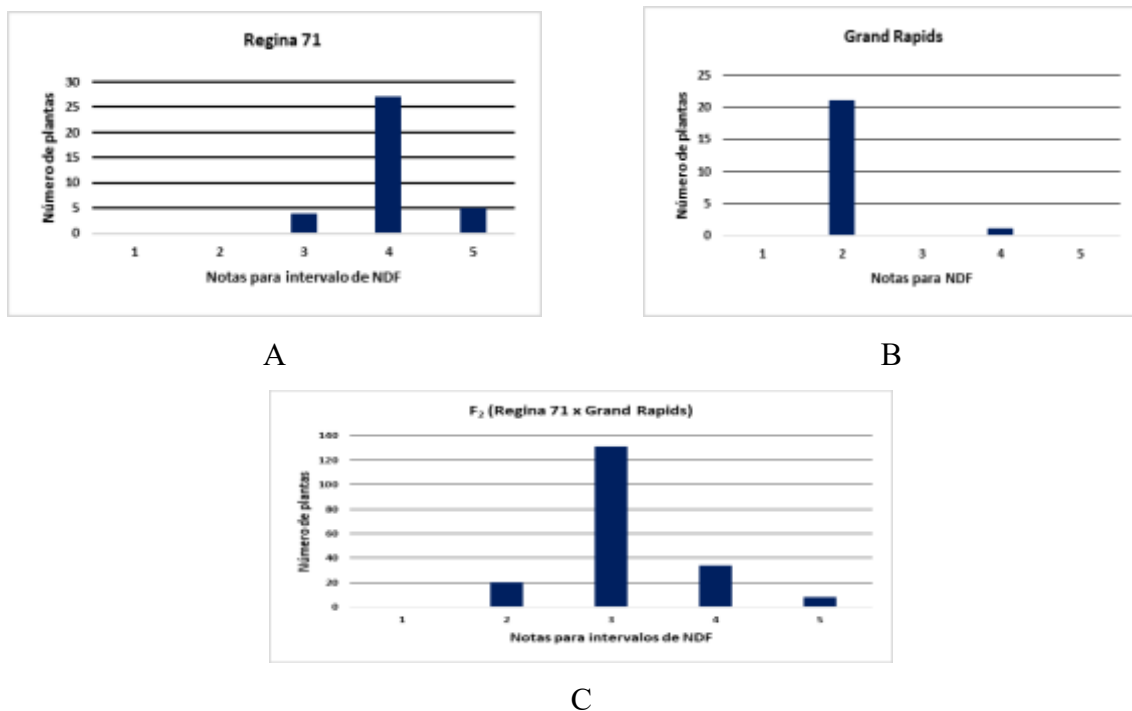 Regina 71
Número de plantas
30
25
20
15
10
5
0
1 2 3 4 5
Notas para intervalo de NDF
A
Grand Rapids
Número de plantas
25
20
15
10
5
0
1 2 3 4 5
Notas para NDF
B
F₂ (Regina 71 x Grand Rapids)
Número de plantas
140
120
100
80
60
40
20
0
1 2 3 4 5
Notas para intervalos de NDF
C